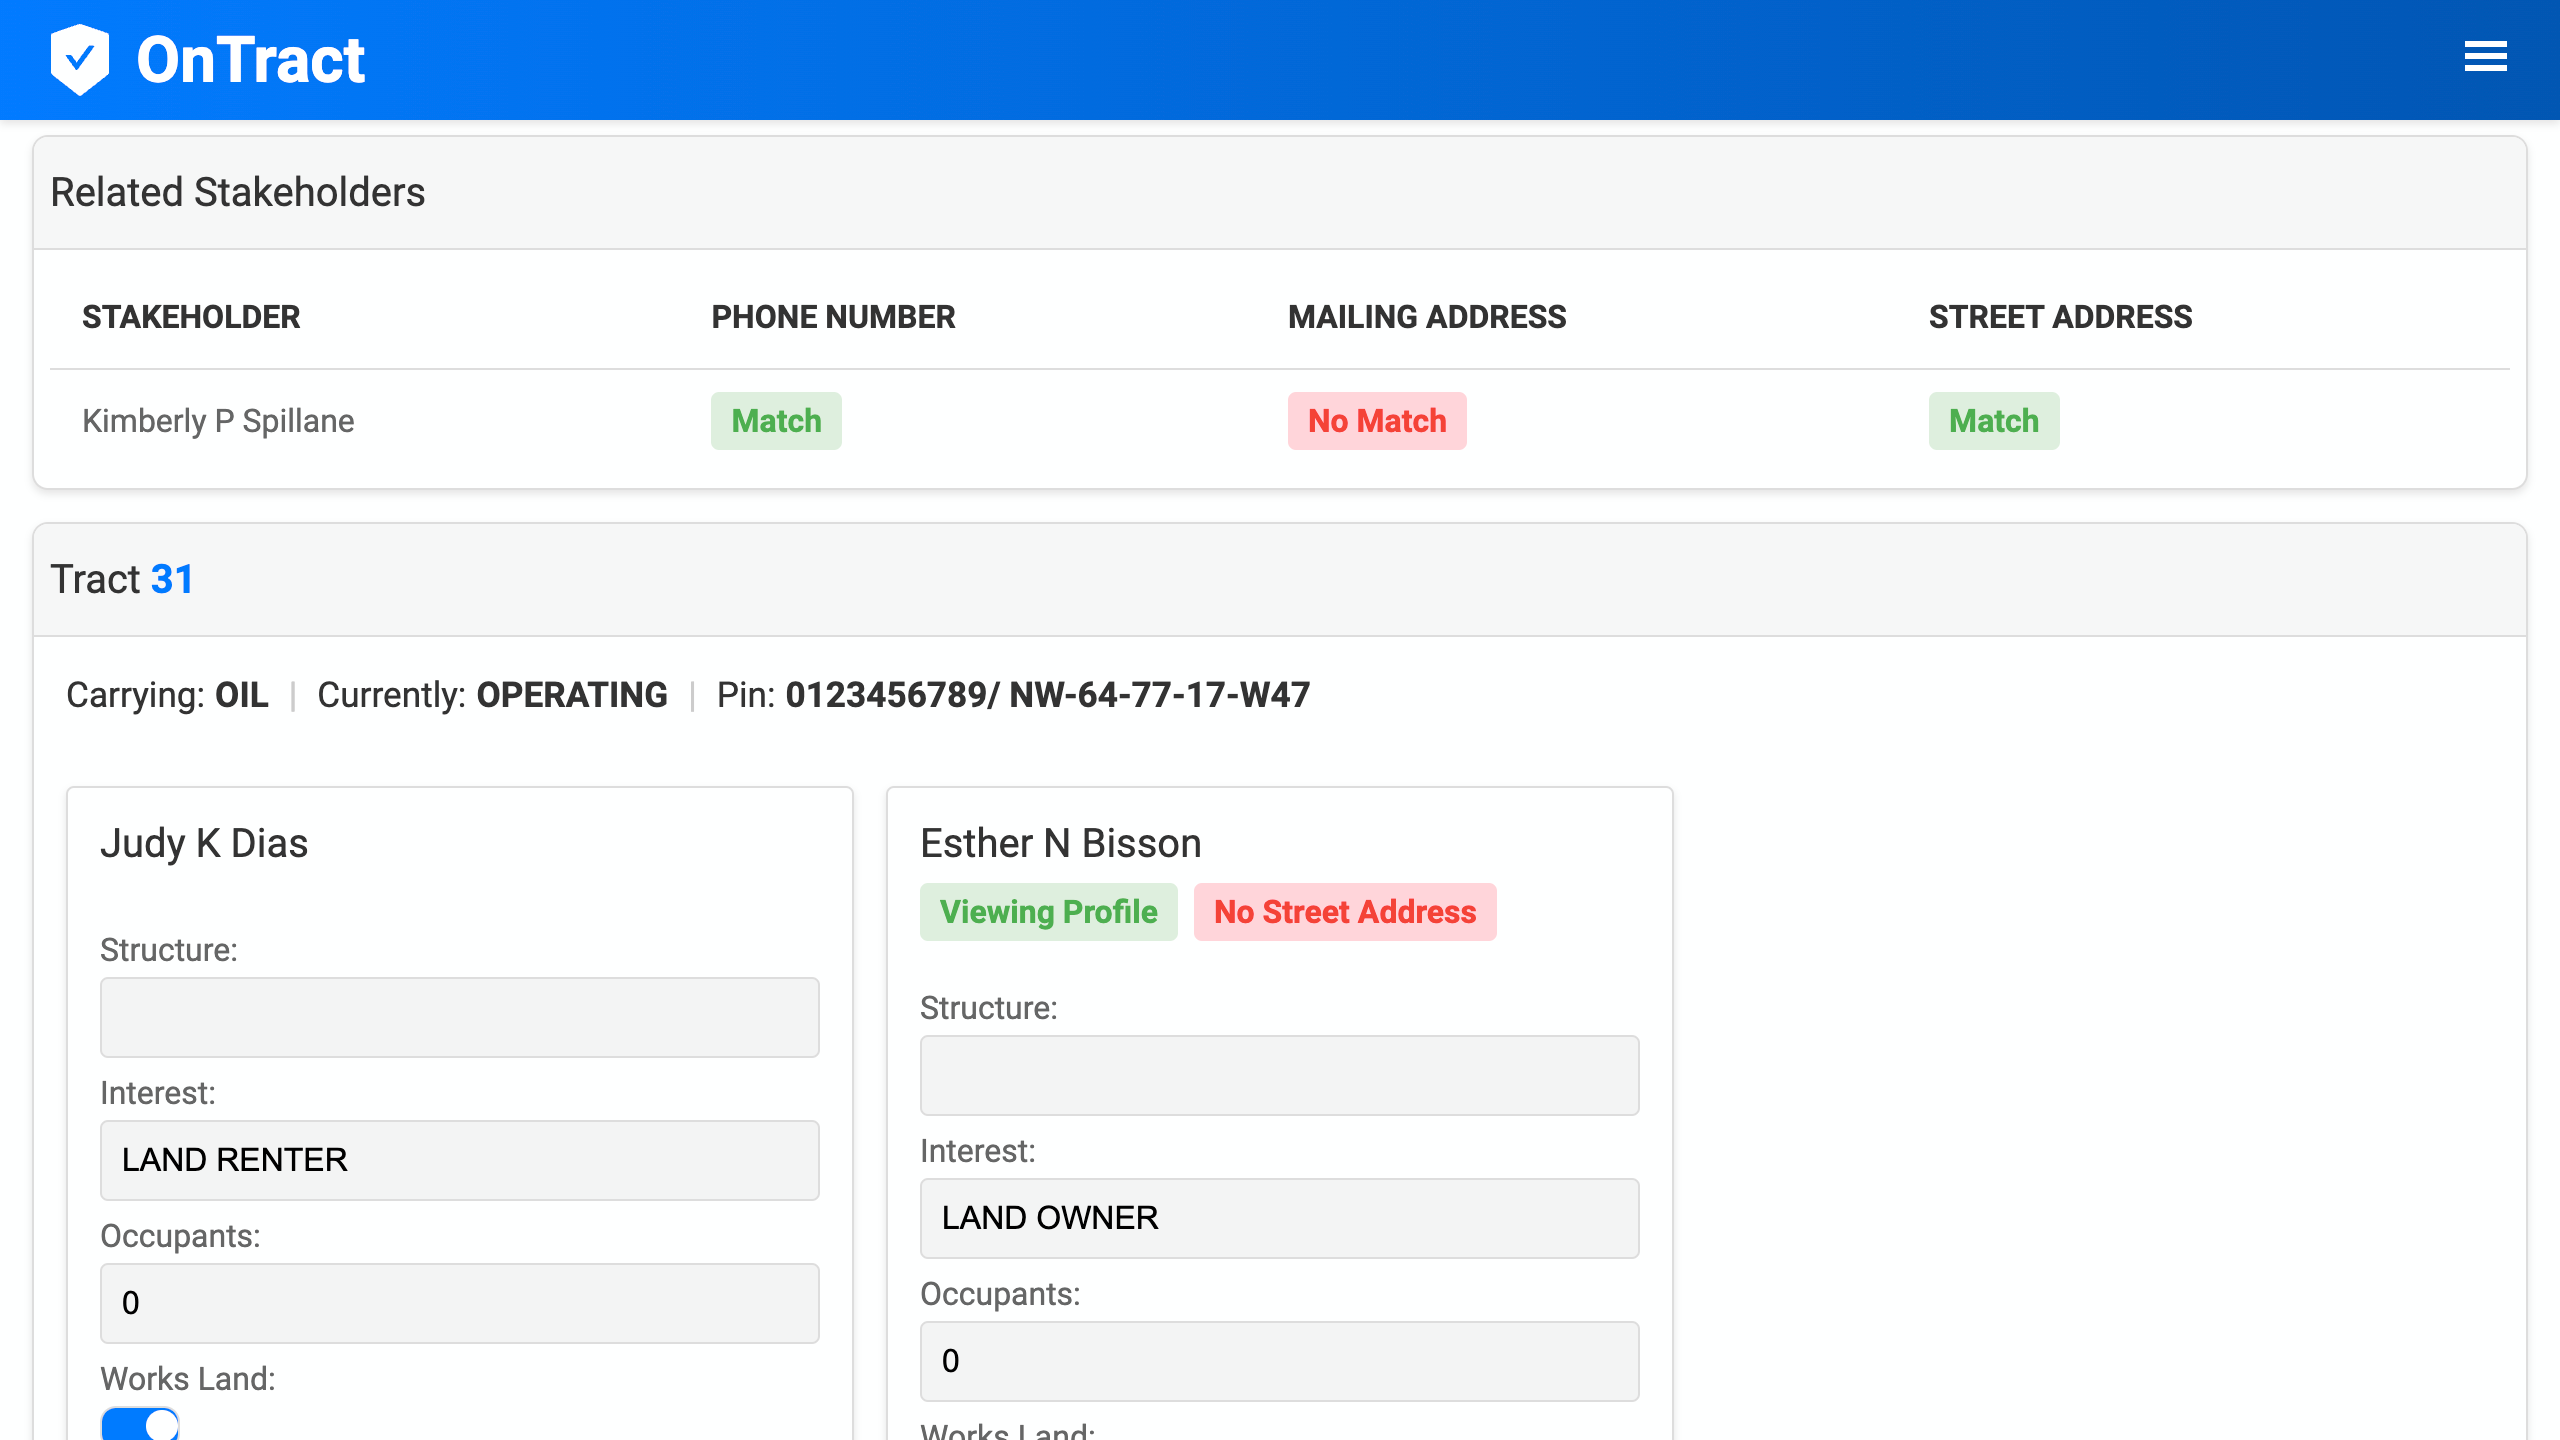 OnTract
Related Stakeholders
STAKEHOLDER PHONE NUMBER MAILING ADDRESS STREET ADDRESS
Kimberly P Spillane Match No Match Match
Tract 31
Carrying: OIL | Currently: OPERATING | Pin: 0123456789/ NW-64-77-17-W47
Judy K Dias
Structure:
Interest:
LAND RENTER
Occupants:
0
Works Land:
Esther N Bisson
Viewing Profile No Street Address
Structure:
Interest:
LAND OWNER
Occupants:
0
Works Land: